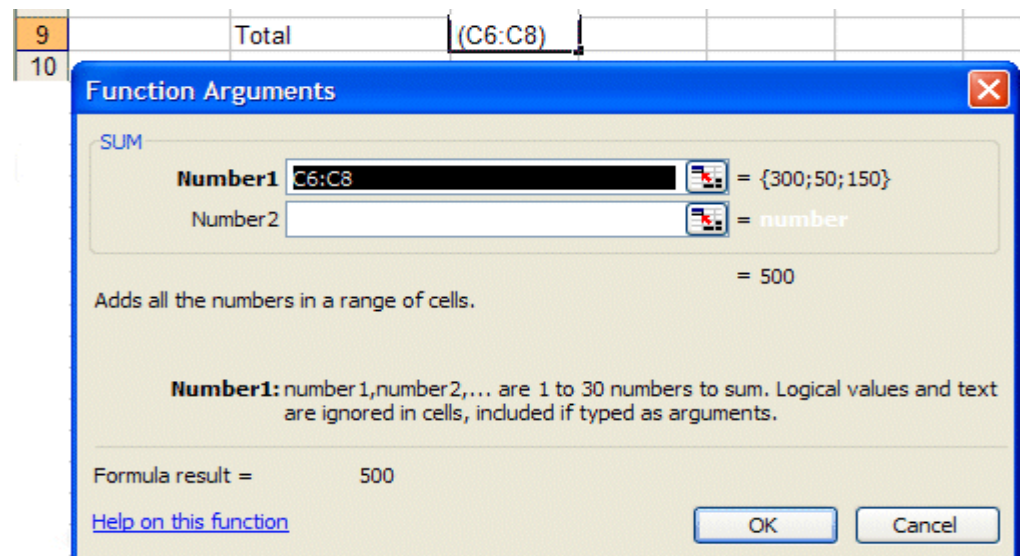 9 Total (C6:C8)
10
Function Arguments
SUM
Number1 C6:C8 = {300;50;150}
Number2 = number
= 500
Adds all the numbers in a range of cells.
Number1: number1,number2,... are 1 to 30 numbers to sum. Logical values and text
are ignored in cells, included if typed as arguments.
Formula result = 500
Help on this function OK Cancel